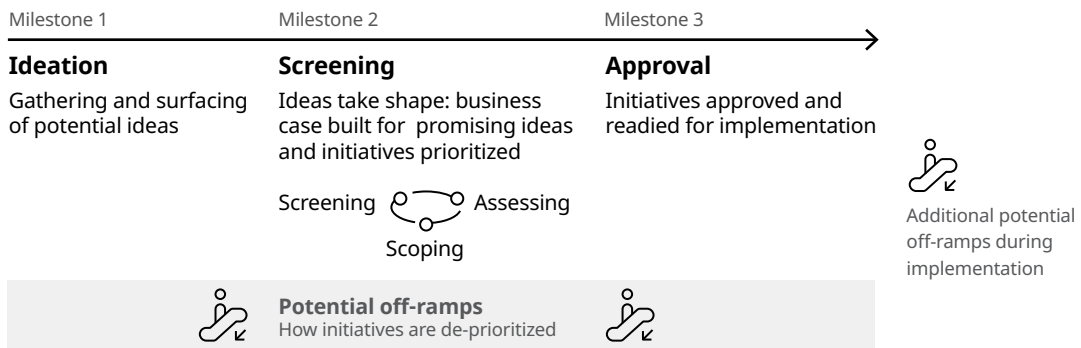 Milestone 1
Milestone 2
Milestone 3
Ideation
Gathering and surfacing
of potential ideas
Screening
Ideas take shape: business
case built for promising ideas
and initiatives prioritized
Screening
Assessing
Scoping
Approval
Initiatives approved and
readied for implementation
Additional potential
off-ramps during
implementation
Potential off-ramps
How initiatives are de-prioritized